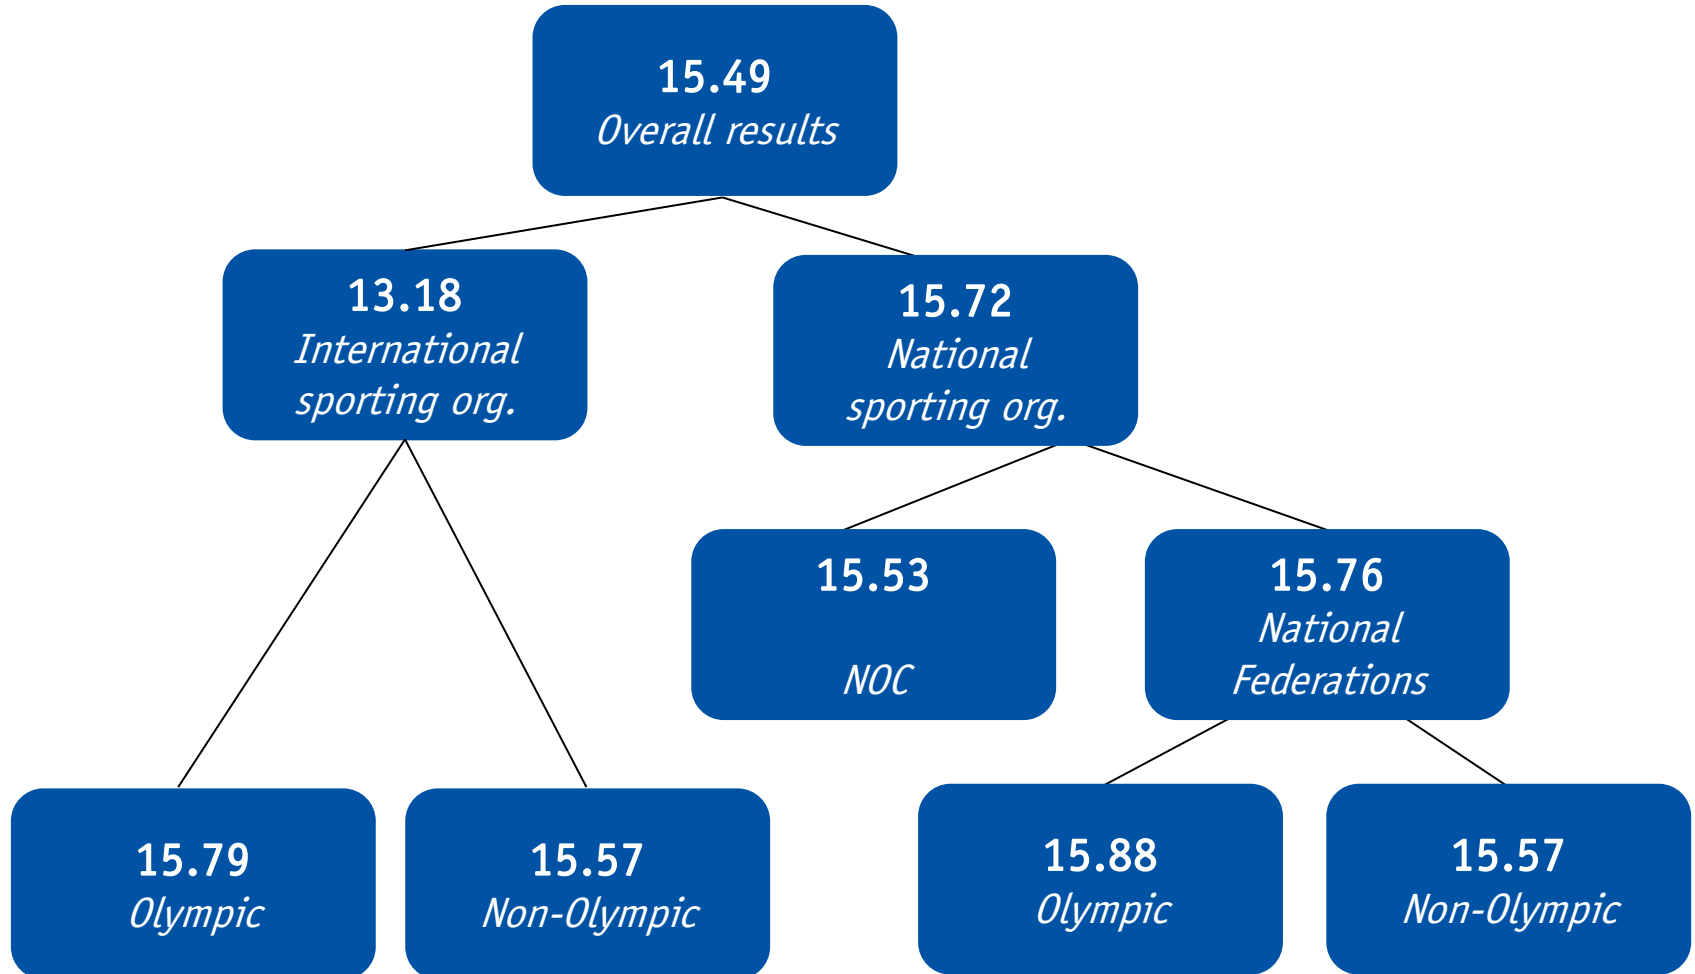 15.49
Overall results
13.18
International
sporting org.
15.72
National
sporting org.
15.53
NOC
15.76
National
Federations
15.79
Olympic
15.57
Non-Olympic
15.88
Olympic
15.57
Non-Olympic